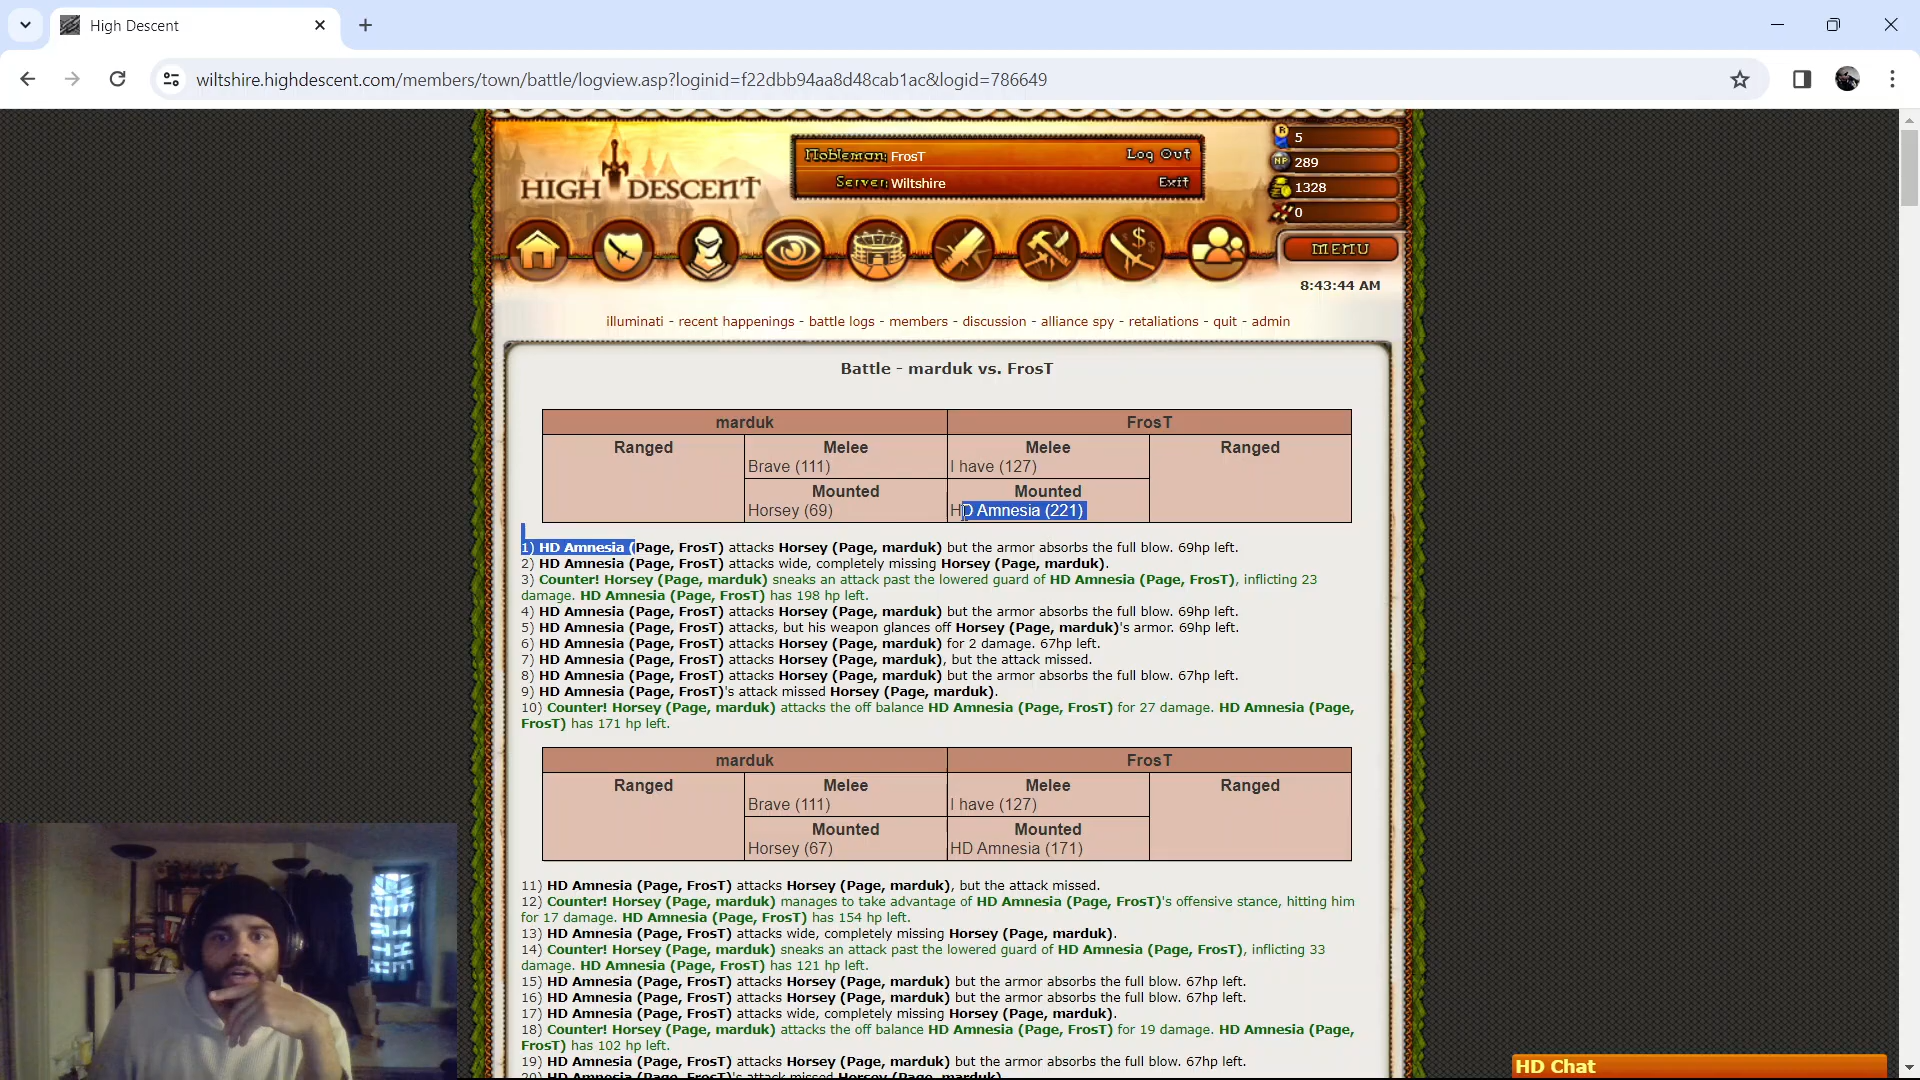 High Descent
wiltshire.highdescent.com/members/town/battle/logview.asp?loginid=f22dbb94aa8d48cab1ac&logid=786649
HIGH DESCENT
Nobleman: FrosT
Log Out
Server: Wiltshire
Exit
R 5
NP 289
1328
0
MENU
8:43:44 AM
illuminati - recent happenings - battle logs - members - discussion - alliance spy - retaliations - quit - admin
Battle - marduk vs. FrosT
marduk FrosT
Ranged Melee Melee Ranged
Brave (111) I have (127)
Mounted Mounted
Horsey (69) HD Amnesia (221)
1) HD Amnesia (Page, FrosT) attacks Horsey (Page, marduk) but the armor absorbs the full blow. 69hp left.
2) HD Amnesia (Page, FrosT) attacks wide, completely missing Horsey (Page, marduk).
3) Counter! Horsey (Page, marduk) sneaks an attack past the lowered guard of HD Amnesia (Page, FrosT), inflicting 23
damage. HD Amnesia (Page, FrosT) has 198 hp left.
4) HD Amnesia (Page, FrosT) attacks Horsey (Page, marduk) but the armor absorbs the full blow. 69hp left.
5) HD Amnesia (Page, FrosT) attacks, but his weapon glances off Horsey (Page, marduk)'s armor. 69hp left.
6) HD Amnesia (Page, FrosT) attacks Horsey (Page, marduk) for 2 damage. 67hp left.
7) HD Amnesia (Page, FrosT) attacks Horsey (Page, marduk), but the attack missed.
8) HD Amnesia (Page, FrosT) attacks Horsey (Page, marduk) but the armor absorbs the full blow. 67hp left.
9) HD Amnesia (Page, FrosT)'s attack missed Horsey (Page, marduk).
10) Counter! Horsey (Page, marduk) attacks the off balance HD Amnesia (Page, FrosT) for 27 damage. HD Amnesia (Page,
FrosT) has 171 hp left.
marduk FrosT
Ranged Melee Melee Ranged
Brave (111) I have (127)
Mounted Mounted
Horsey (67) HD Amnesia (171)
11) HD Amnesia (Page, FrosT) attacks Horsey (Page, marduk), but the attack missed.
12) Counter! Horsey (Page, marduk) manages to take advantage of HD Amnesia (Page, FrosT)'s offensive stance, hitting him
for 17 damage. HD Amnesia (Page, FrosT) has 154 hp left.
13) HD Amnesia (Page, FrosT) attacks wide, completely missing Horsey (Page, marduk).
14) Counter! Horsey (Page, marduk) sneaks an attack past the lowered guard of HD Amnesia (Page, FrosT), inflicting 33
damage. HD Amnesia (Page, FrosT) has 121 hp left.
15) HD Amnesia (Page, FrosT) attacks Horsey (Page, marduk) but the armor absorbs the full blow. 67hp left.
16) HD Amnesia (Page, FrosT) attacks Horsey (Page, marduk) but the armor absorbs the full blow. 67hp left.
17) HD Amnesia (Page, FrosT) attacks wide, completely missing Horsey (Page, marduk).
18) Counter! Horsey (Page, marduk) attacks the off balance HD Amnesia (Page, FrosT) for 19 damage. HD Amnesia (Page,
FrosT) has 102 hp left.
19) HD Amnesia (Page, FrosT) attacks Horsey (Page, marduk) but the armor absorbs the full blow. 67hp left.
20) HD Amnesia (Page, FrosT)'s attack missed Horsey (Page, marduk).
HD Chat